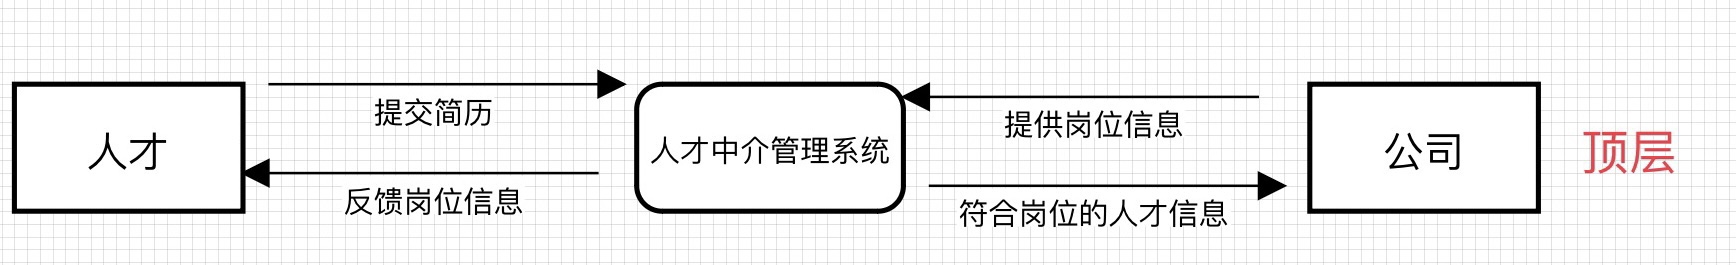 人才
提交简历
反馈岗位信息
人才中介管理系统
提供岗位信息
符合岗位的人才信息
公司
顶层